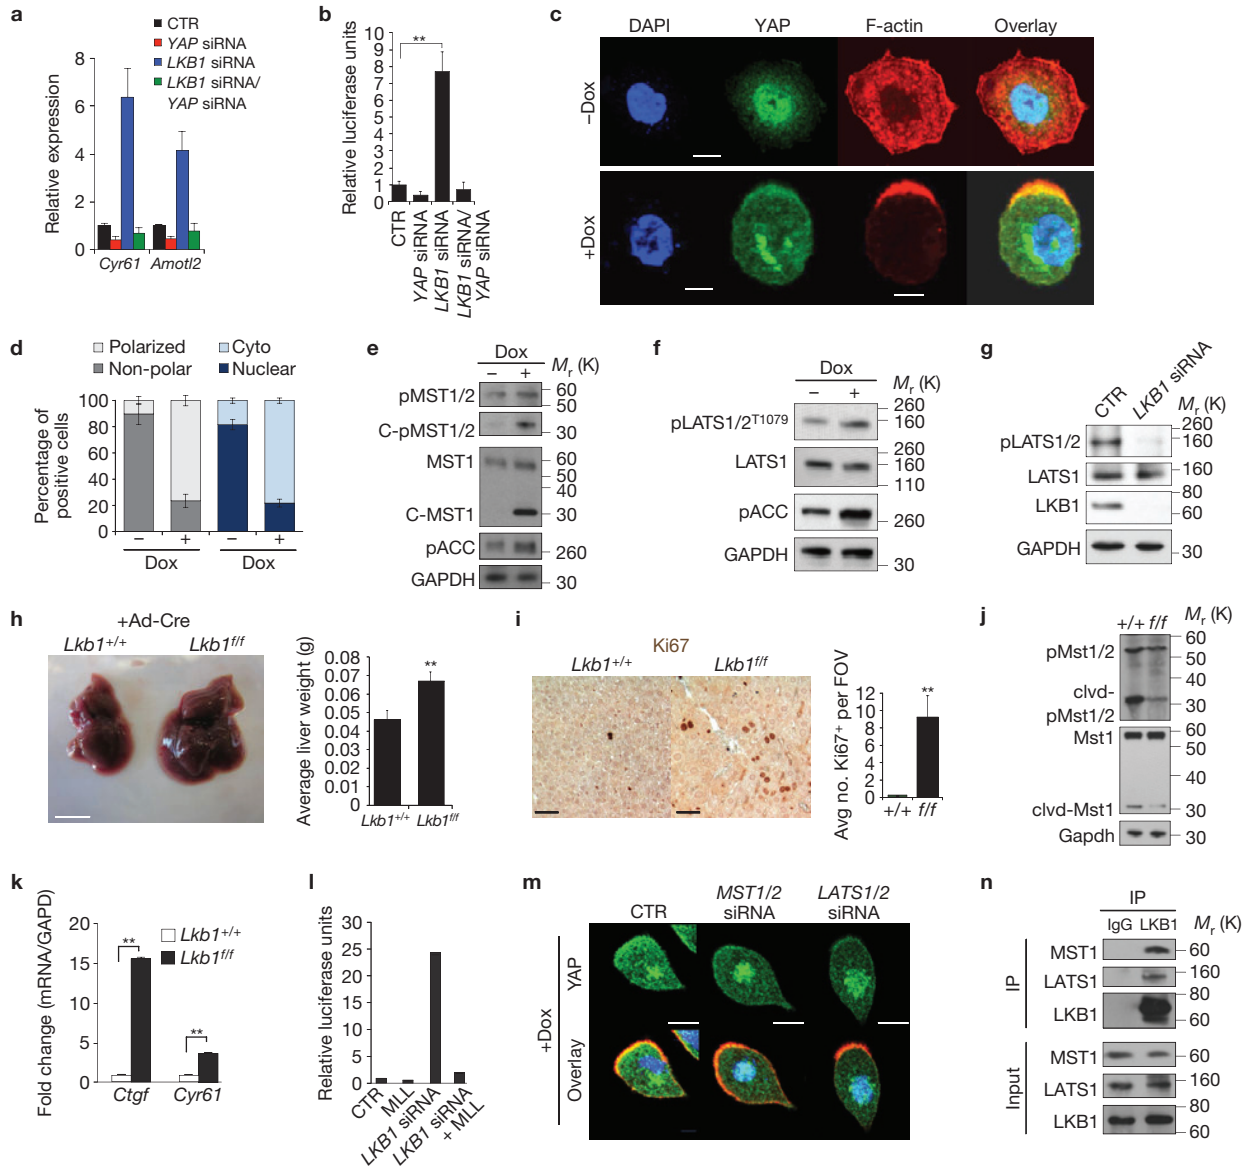 a
CTR
YAP siRNA
LKB1 siRNA
LKB1 siRNA/
YAP siRNA
Relative expression
8
6
4
2
0
Cyr61 Amotl2
b
Relative luciferase units
10
9
8
7
6
5
4
3
2
1
0
**
CTR
YAP siRNA
LKB1 siRNA
LKB1 siRNA/
YAP siRNA
c
DAPI YAP F-actin Overlay
–Dox
+Dox
d
Polarized Cyto
Non-polar Nuclear
Percentage of
positive cells
100
80
60
40
20
0
– + – +
Dox Dox
e
Dox
– + Mr (K)
pMST1/2 60
50
C-pMST1/2 30
MST1 60
50
40
C-MST1 30
pACC 260
GAPDH 30
f
Dox
– + Mr (K)
260
pLATS1/2T1079 160
260
LATS1 160
110
pACC 260
GAPDH 30
g
CTR LKB1 siRNA
Mr (K)
260
pLATS1/2 160
LATS1 160
80
LKB1 60
GAPDH 30
h
+Ad-Cre
Lkb1+/+ Lkb1f/f
Average liver weight (g)
0.08
0.07
0.06
0.05
0.04
0.03
0.02
0.01
0
**
Lkb1+/+ Lkb1f/f
i
Ki67
Lkb1+/+ Lkb1f/f
Avg no. Ki67+ per FOV
12
10
8
6
4
2
0
**
+/+ f/f
j
+/+ f/f Mr (K)
60
pMst1/2 50
40
clvd-
pMst1/2 30
Mst1 60
50
40
clvd-Mst1 30
Gapdh 30
k
Fold change (mRNA/GAPD)
Lkb1+/+
Lkb1f/f
20
15
10
5
0
** **
Ctgf Cyr61
l
Relative luciferase units
30
25
20
15
10
5
0
CTR
MLL
LKB1 siRNA
LKB1 siRNA
+ MLL
m
CTR MST1/2 siRNA LATS1/2 siRNA
+Dox
YAP
Overlay
n
IP
IgG LKB1 Mr (K)
IP
MST1 60
LATS1 160
80
LKB1 60
Input
MST1 60
LATS1 160
80
LKB1 60